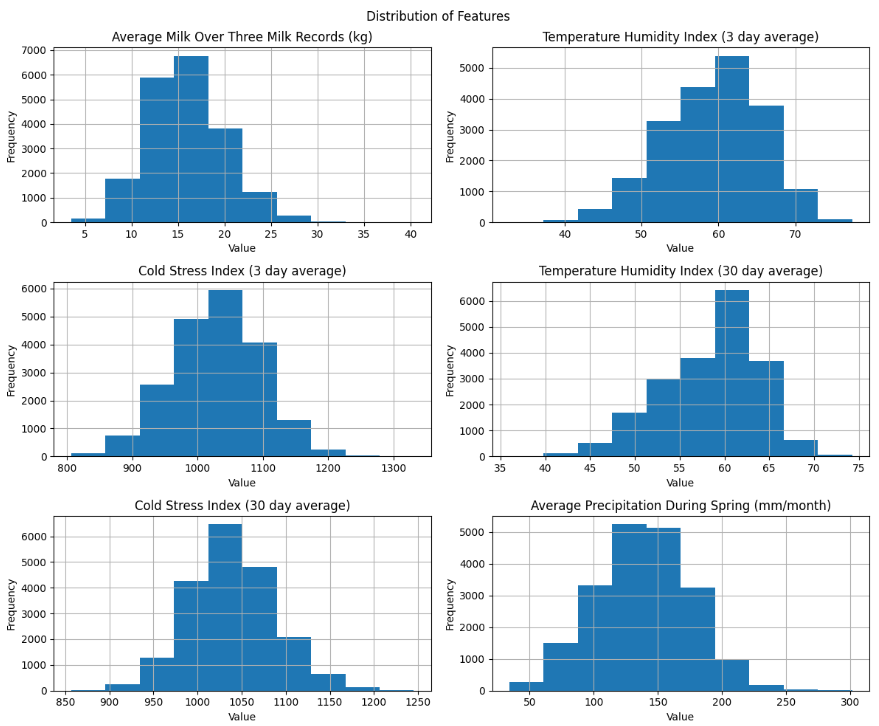 Distribution of Features
Average Milk Over Three Milk Records (kg)
7000
6000
5000
4000
3000
2000
1000
0
Frequency
5 10 15 20 25 30 35 40
Value
Temperature Humidity Index (3 day average)
5000
4000
3000
2000
1000
0
Frequency
40 50 60 70
Value
Cold Stress Index (3 day average)
6000
5000
4000
3000
2000
1000
0
Frequency
800 900 1000 1100 1200 1300
Value
Temperature Humidity Index (30 day average)
6000
5000
4000
3000
2000
1000
0
Frequency
35 40 45 50 55 60 65 70 75
Value
Cold Stress Index (30 day average)
6000
5000
4000
3000
2000
1000
0
Frequency
850 900 950 1000 1050 1100 1150 1200 1250
Value
Average Precipitation During Spring (mm/month)
5000
4000
3000
2000
1000
0
Frequency
50 100 150 200 250 300
Value